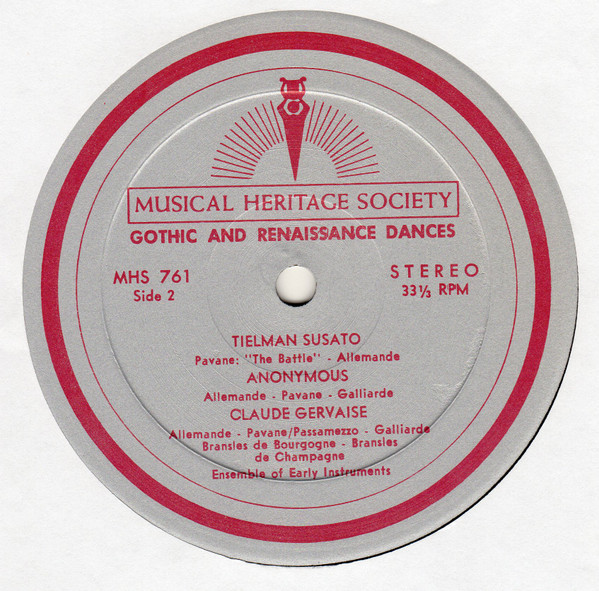 MUSICAL HERITAGE SOCIETY
GOTHIC AND RENAISSANCE DANCES
MHS 761
Side 2
STEREO
33⅓ RPM
TIELMAN SUSATO
Pavane: "The Battle" - Allemande
ANONYMOUS
Allemande - Pavane - Galliarde
CLAUDE GERVAISE
Allemande - Pavane/Passamezzo - Galliarde
Bransles de Bourgogne - Bransles
de Champagne
Ensemble of Early Instruments